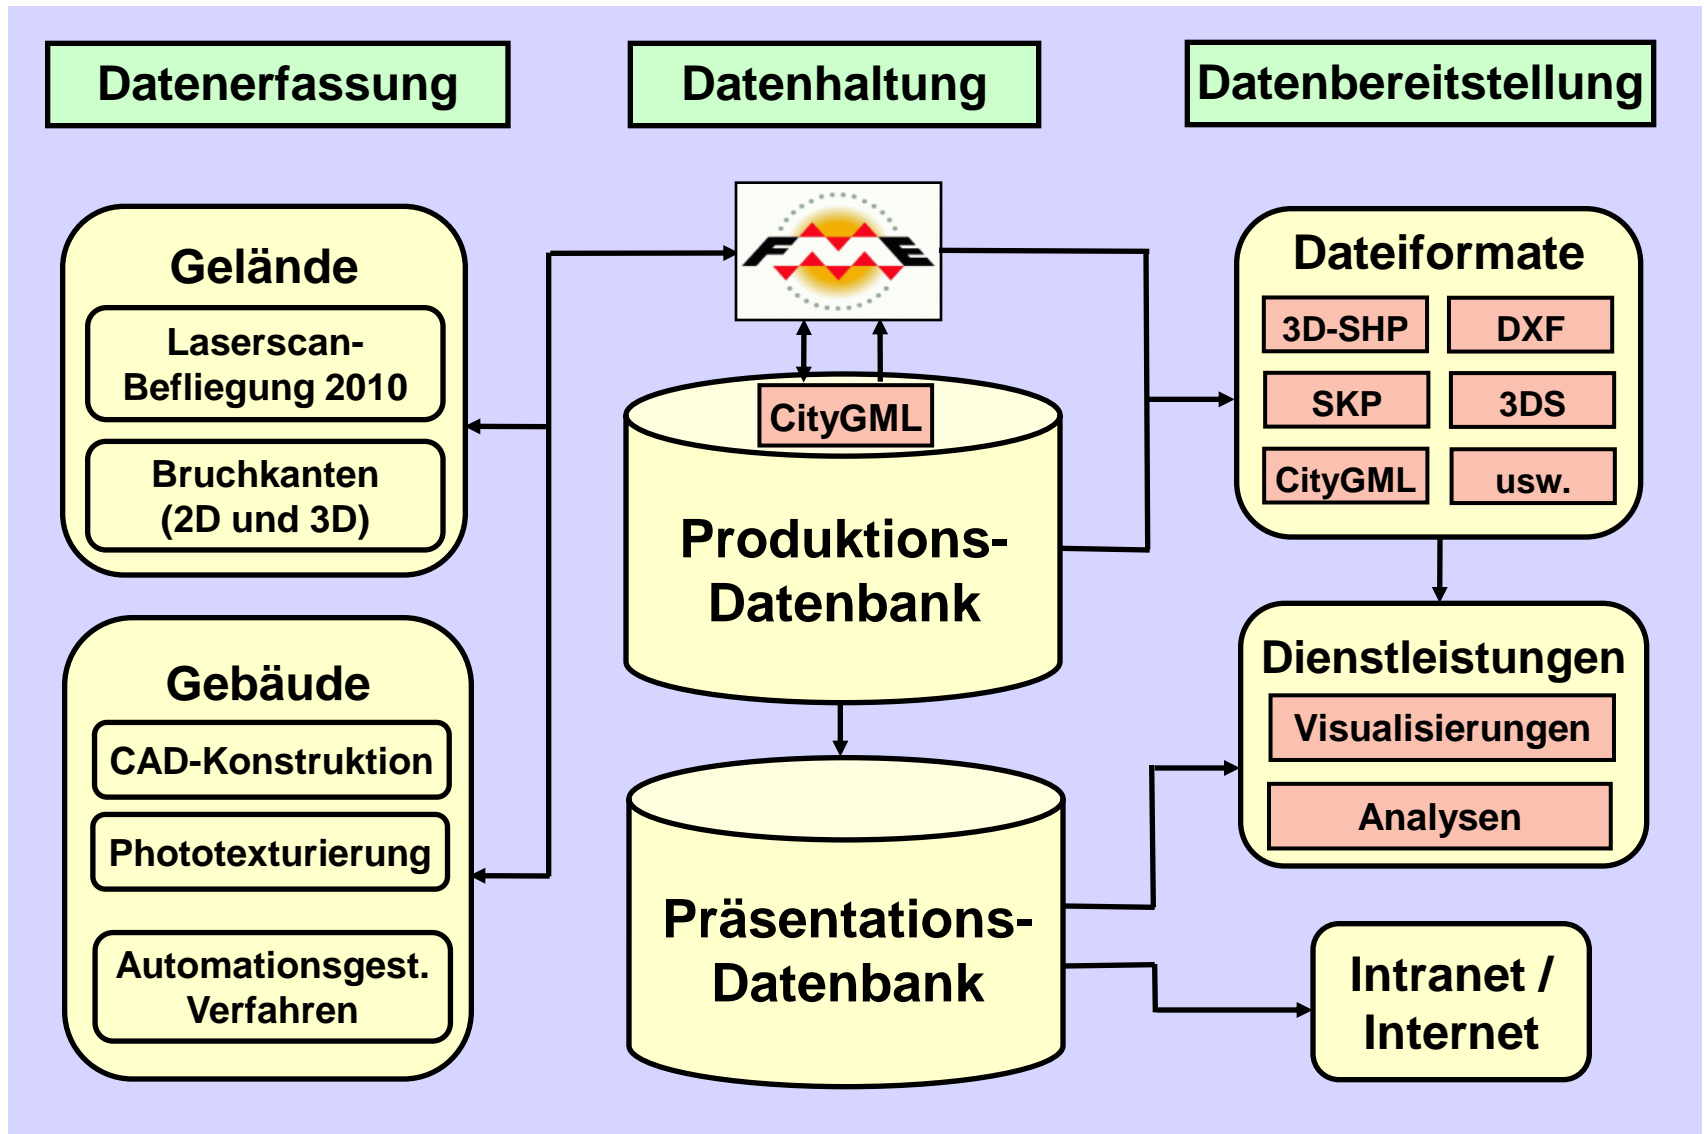 Datenerfassung
Datenhaltung
Datenbereitstellung
Gelände
Laserscan-
Befliegung 2010
Bruchkanten
(2D und 3D)
Gebäude
CAD-Konstruktion
Phototexturierung
Automationsgest.
Verfahren
FME
CityGML
Produktions-
Datenbank
Präsentations-
Datenbank
Dateiformate
3D-SHP
DXF
SKP
3DS
CityGML
usw.
Dienstleistungen
Visualisierungen
Analysen
Intranet /
Internet